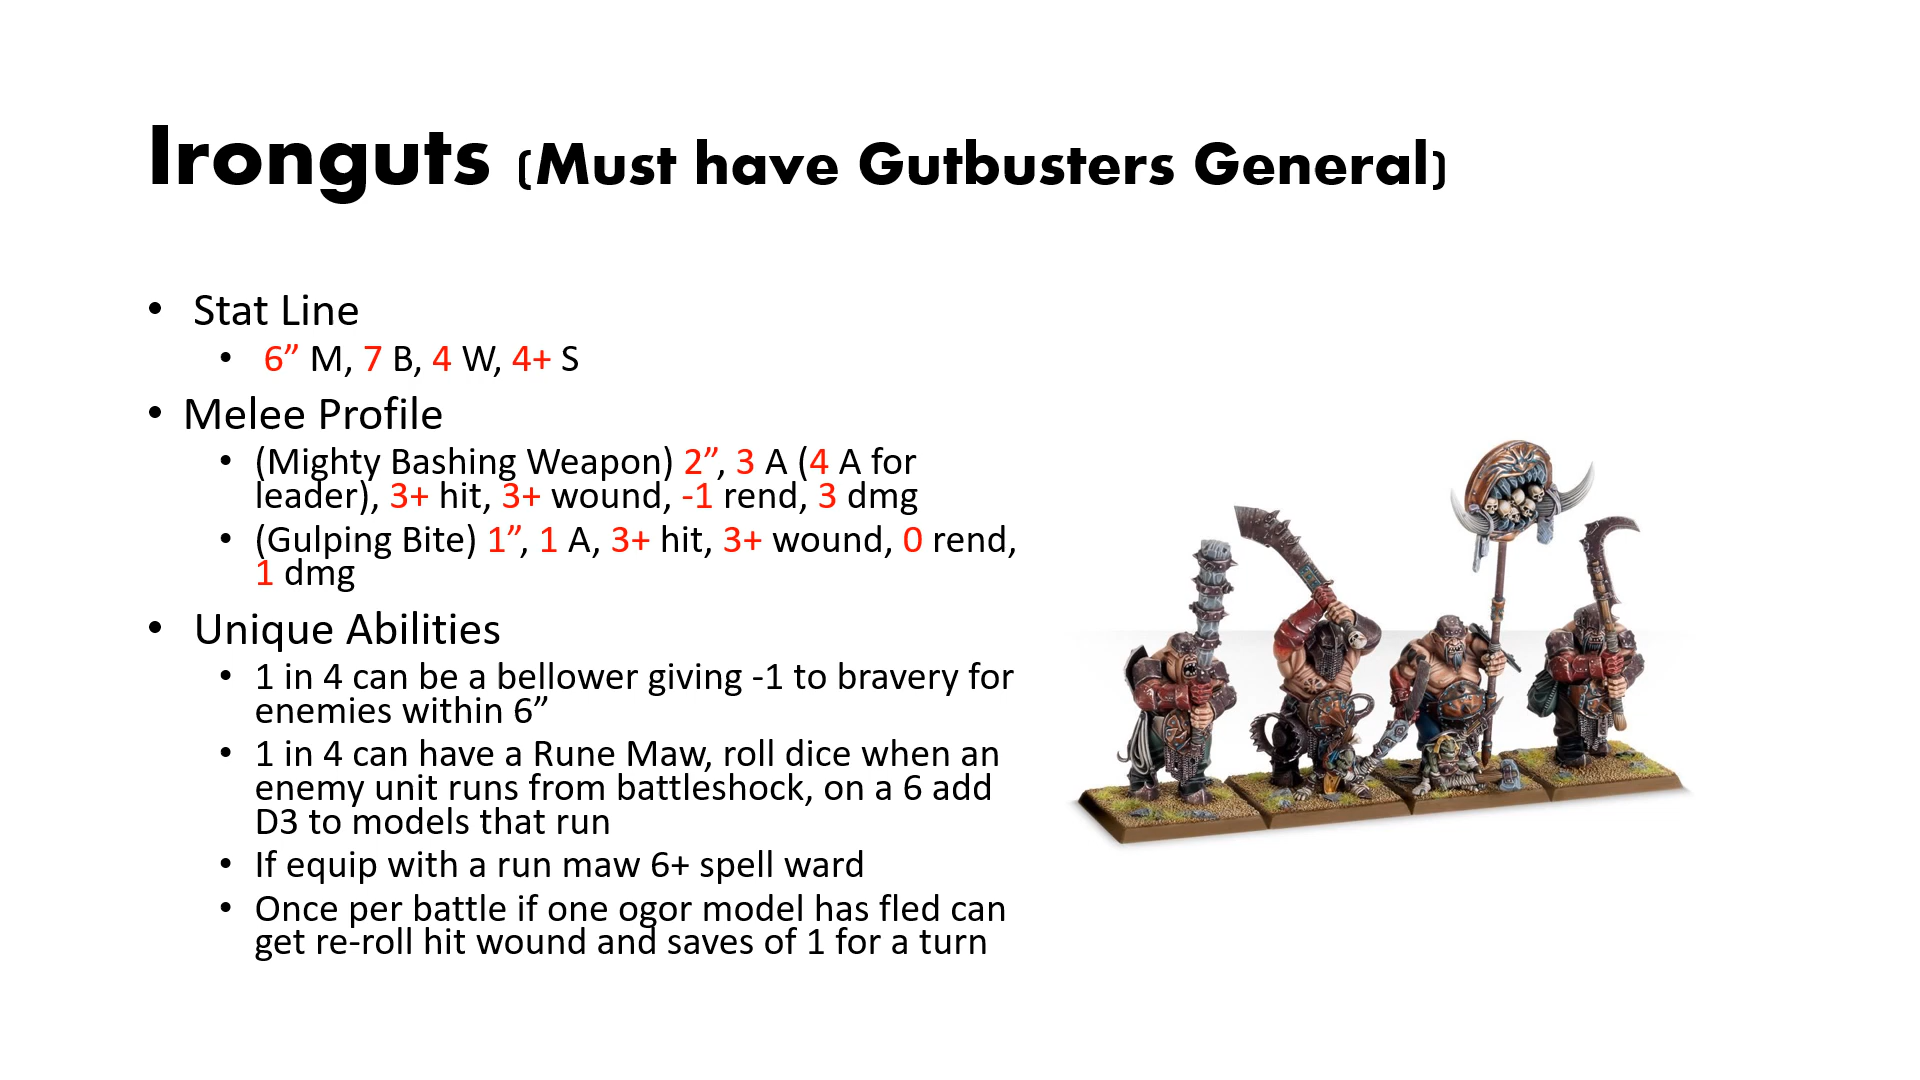 Ironguts (Must have Gutbusters General)
• Stat Line
• 6” M, 7 B, 4 W, 4+ S
• Melee Profile
• (Mighty Bashing Weapon) 2”, 3 A (4 A for
leader), 3+ hit, 3+ wound, -1 rend, 3 dmg
• (Gulping Bite) 1”, 1 A, 3+ hit, 3+ wound, 0 rend,
1 dmg
• Unique Abilities
• 1 in 4 can be a bellower giving -1 to bravery for
enemies within 6”
• 1 in 4 can have a Rune Maw, roll dice when an
enemy unit runs from battleshock, on a 6 add
D3 to models that run
• If equip with a run maw 6+ spell ward
• Once per battle if one ogor model has fled can
get re-roll hit wound and saves of 1 for a turn